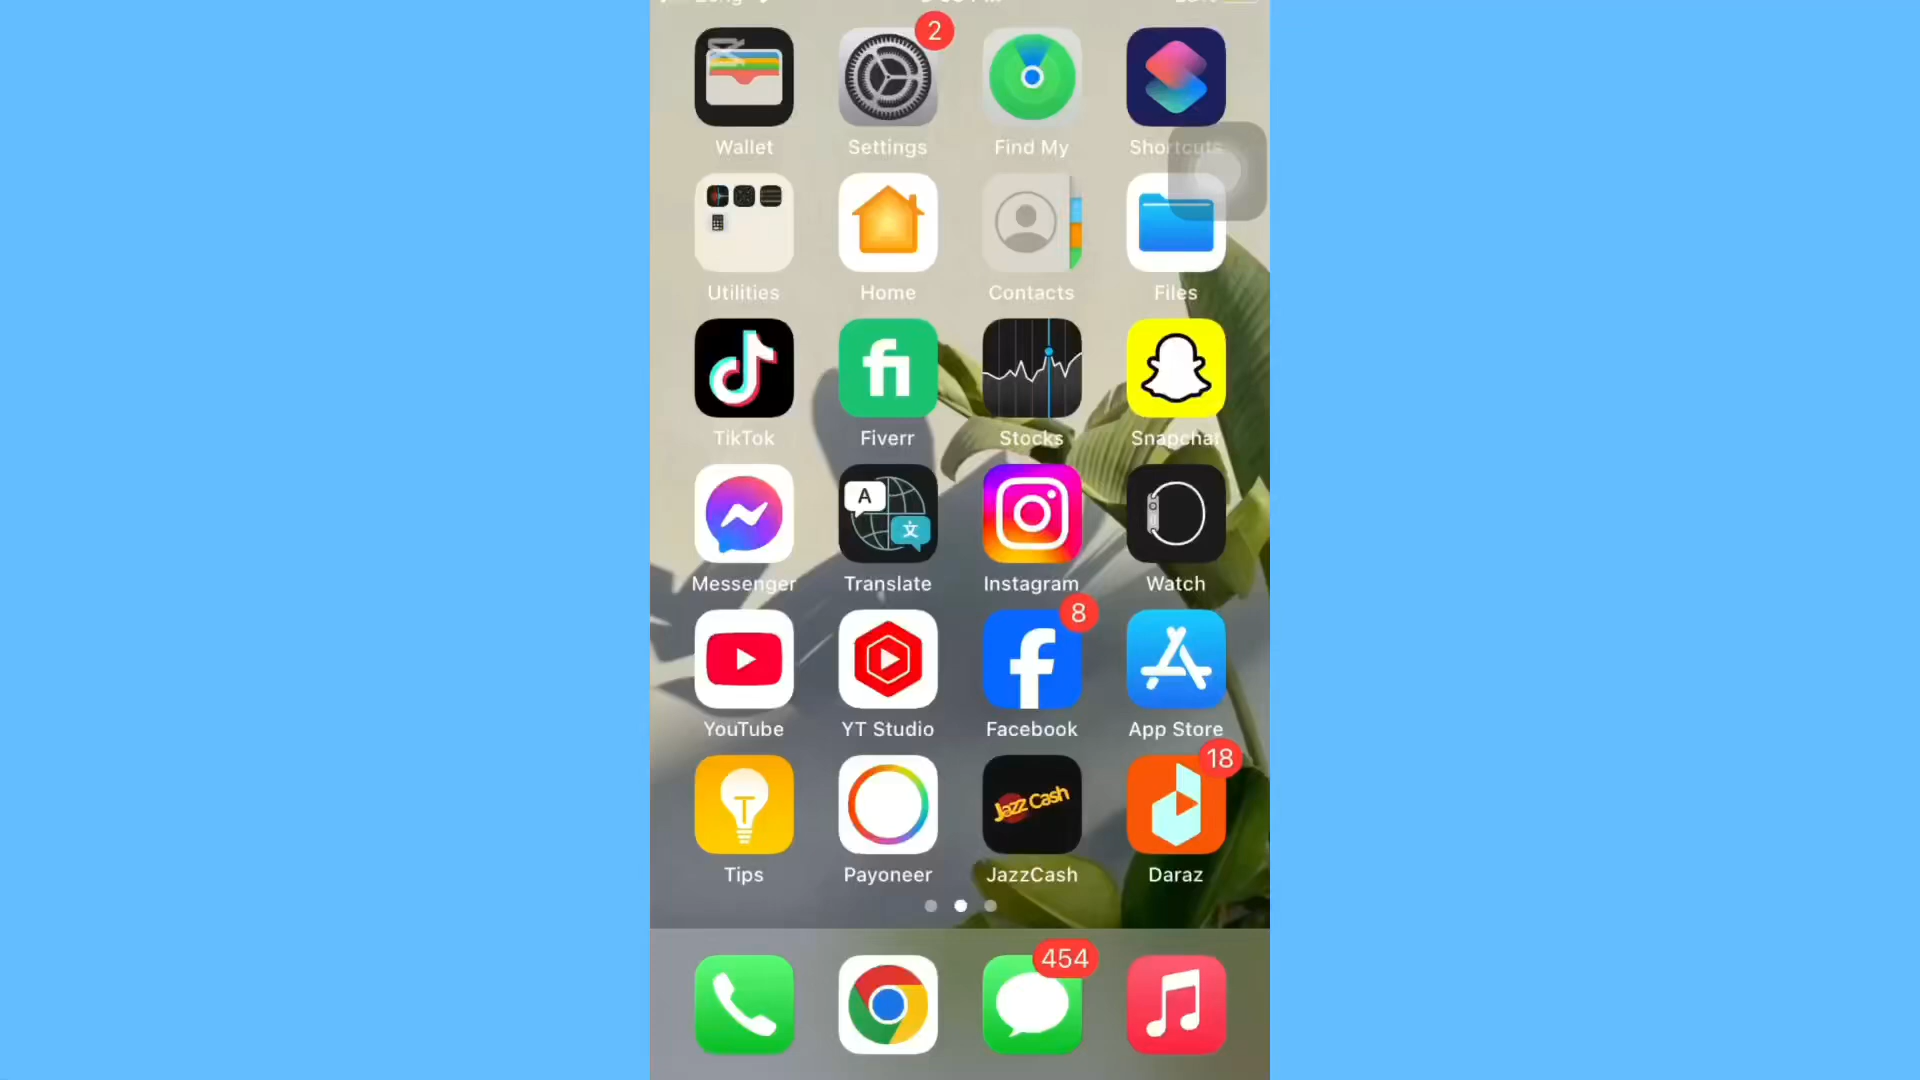 2
Wallet Settings Find My Shortcuts
Utilities Home Contacts Files
fi
TikTok Fiverr Stocks Snapchat
A
文
Messenger Translate Instagram Watch
8
YouTube YT Studio Facebook App Store
18
Jazz Cash
Tips Payoneer JazzCash Daraz
454